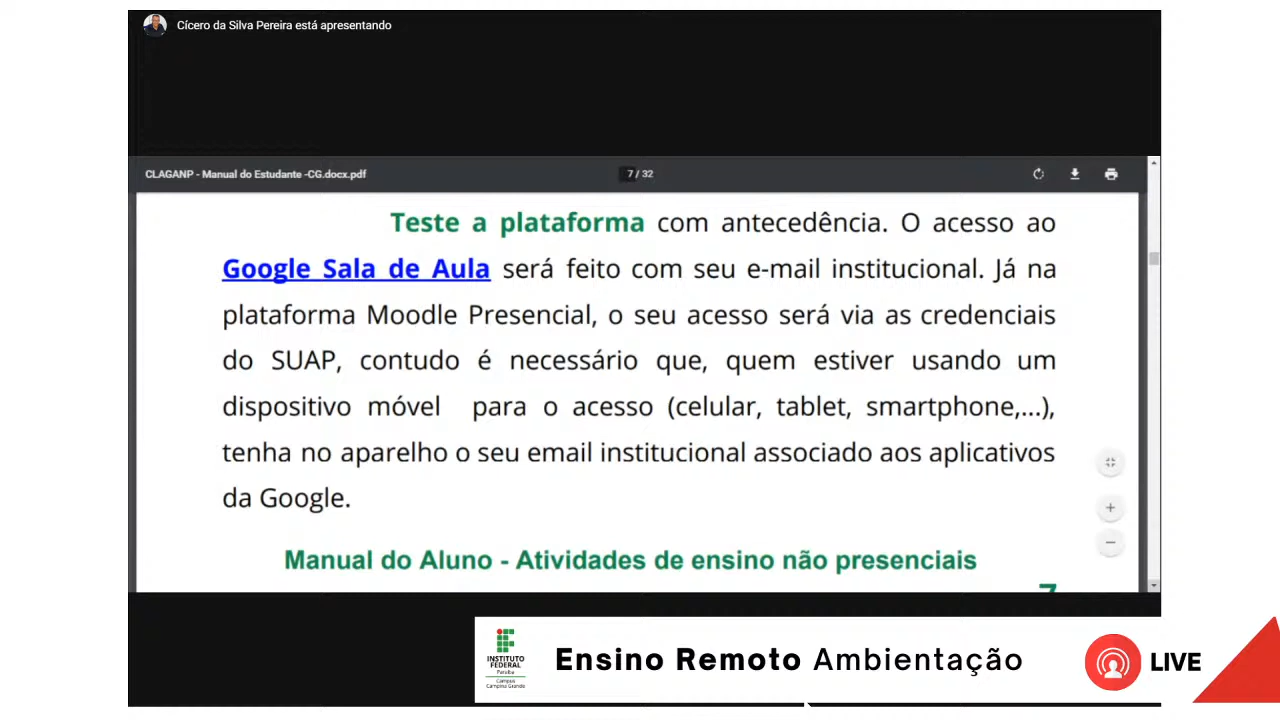 Cícero da Silva Pereira está apresentando
CLAGANP - Manual do Estudante -CG.docx.pdf
7 / 32
Teste a plataforma com antecedência. O acesso ao
Google Sala de Aula será feito com seu e-mail institucional. Já na
plataforma Moodle Presencial, o seu acesso será via as credenciais
do SUAP, contudo é necessário que, quem estiver usando um
dispositivo móvel para o acesso (celular, tablet, smartphone,...),
tenha no aparelho o seu email institucional associado aos aplicativos
da Google.
Manual do Aluno - Atividades de ensino não presenciais
7
INSTITUTO
FEDERAL
Paraíba
Campus
Campina Grande
Ensino Remoto Ambientação
LIVE